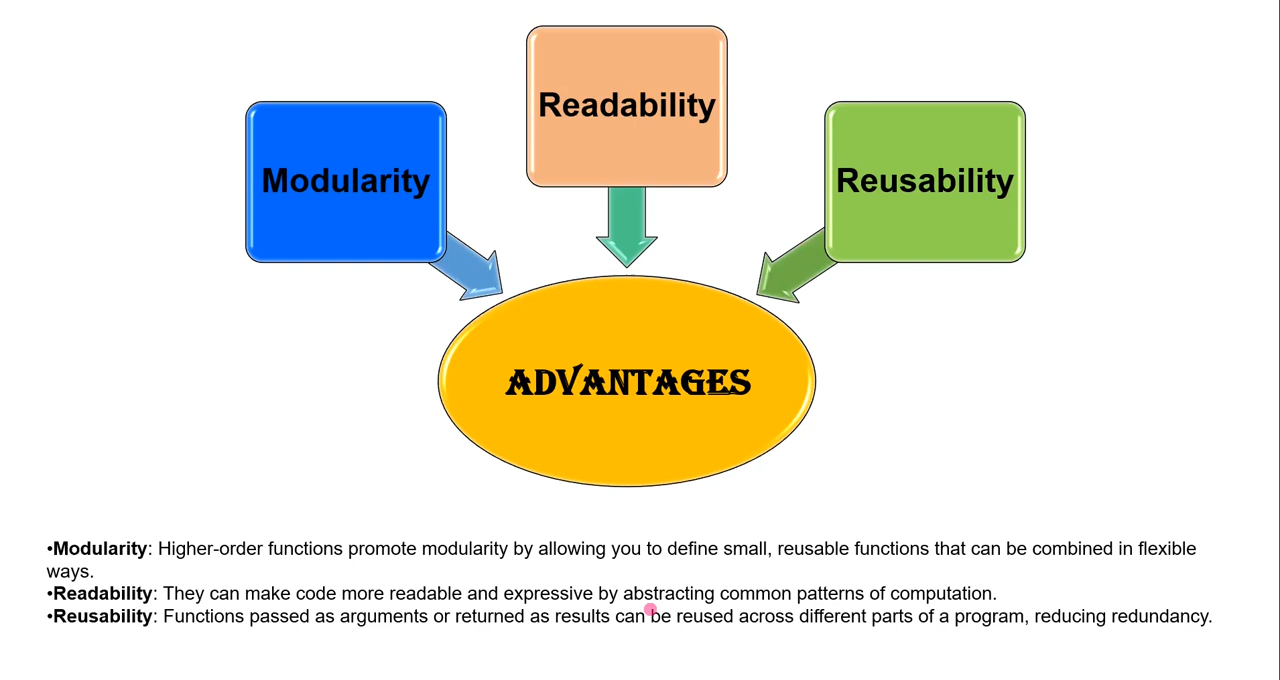 Readability
Modularity
Reusability
ADVANTAGES
•Modularity: Higher-order functions promote modularity by allowing you to define small, reusable functions that can be combined in flexible
ways.
•Readability: They can make code more readable and expressive by abstracting common patterns of computation.
•Reusability: Functions passed as arguments or returned as results can be reused across different parts of a program, reducing redundancy.